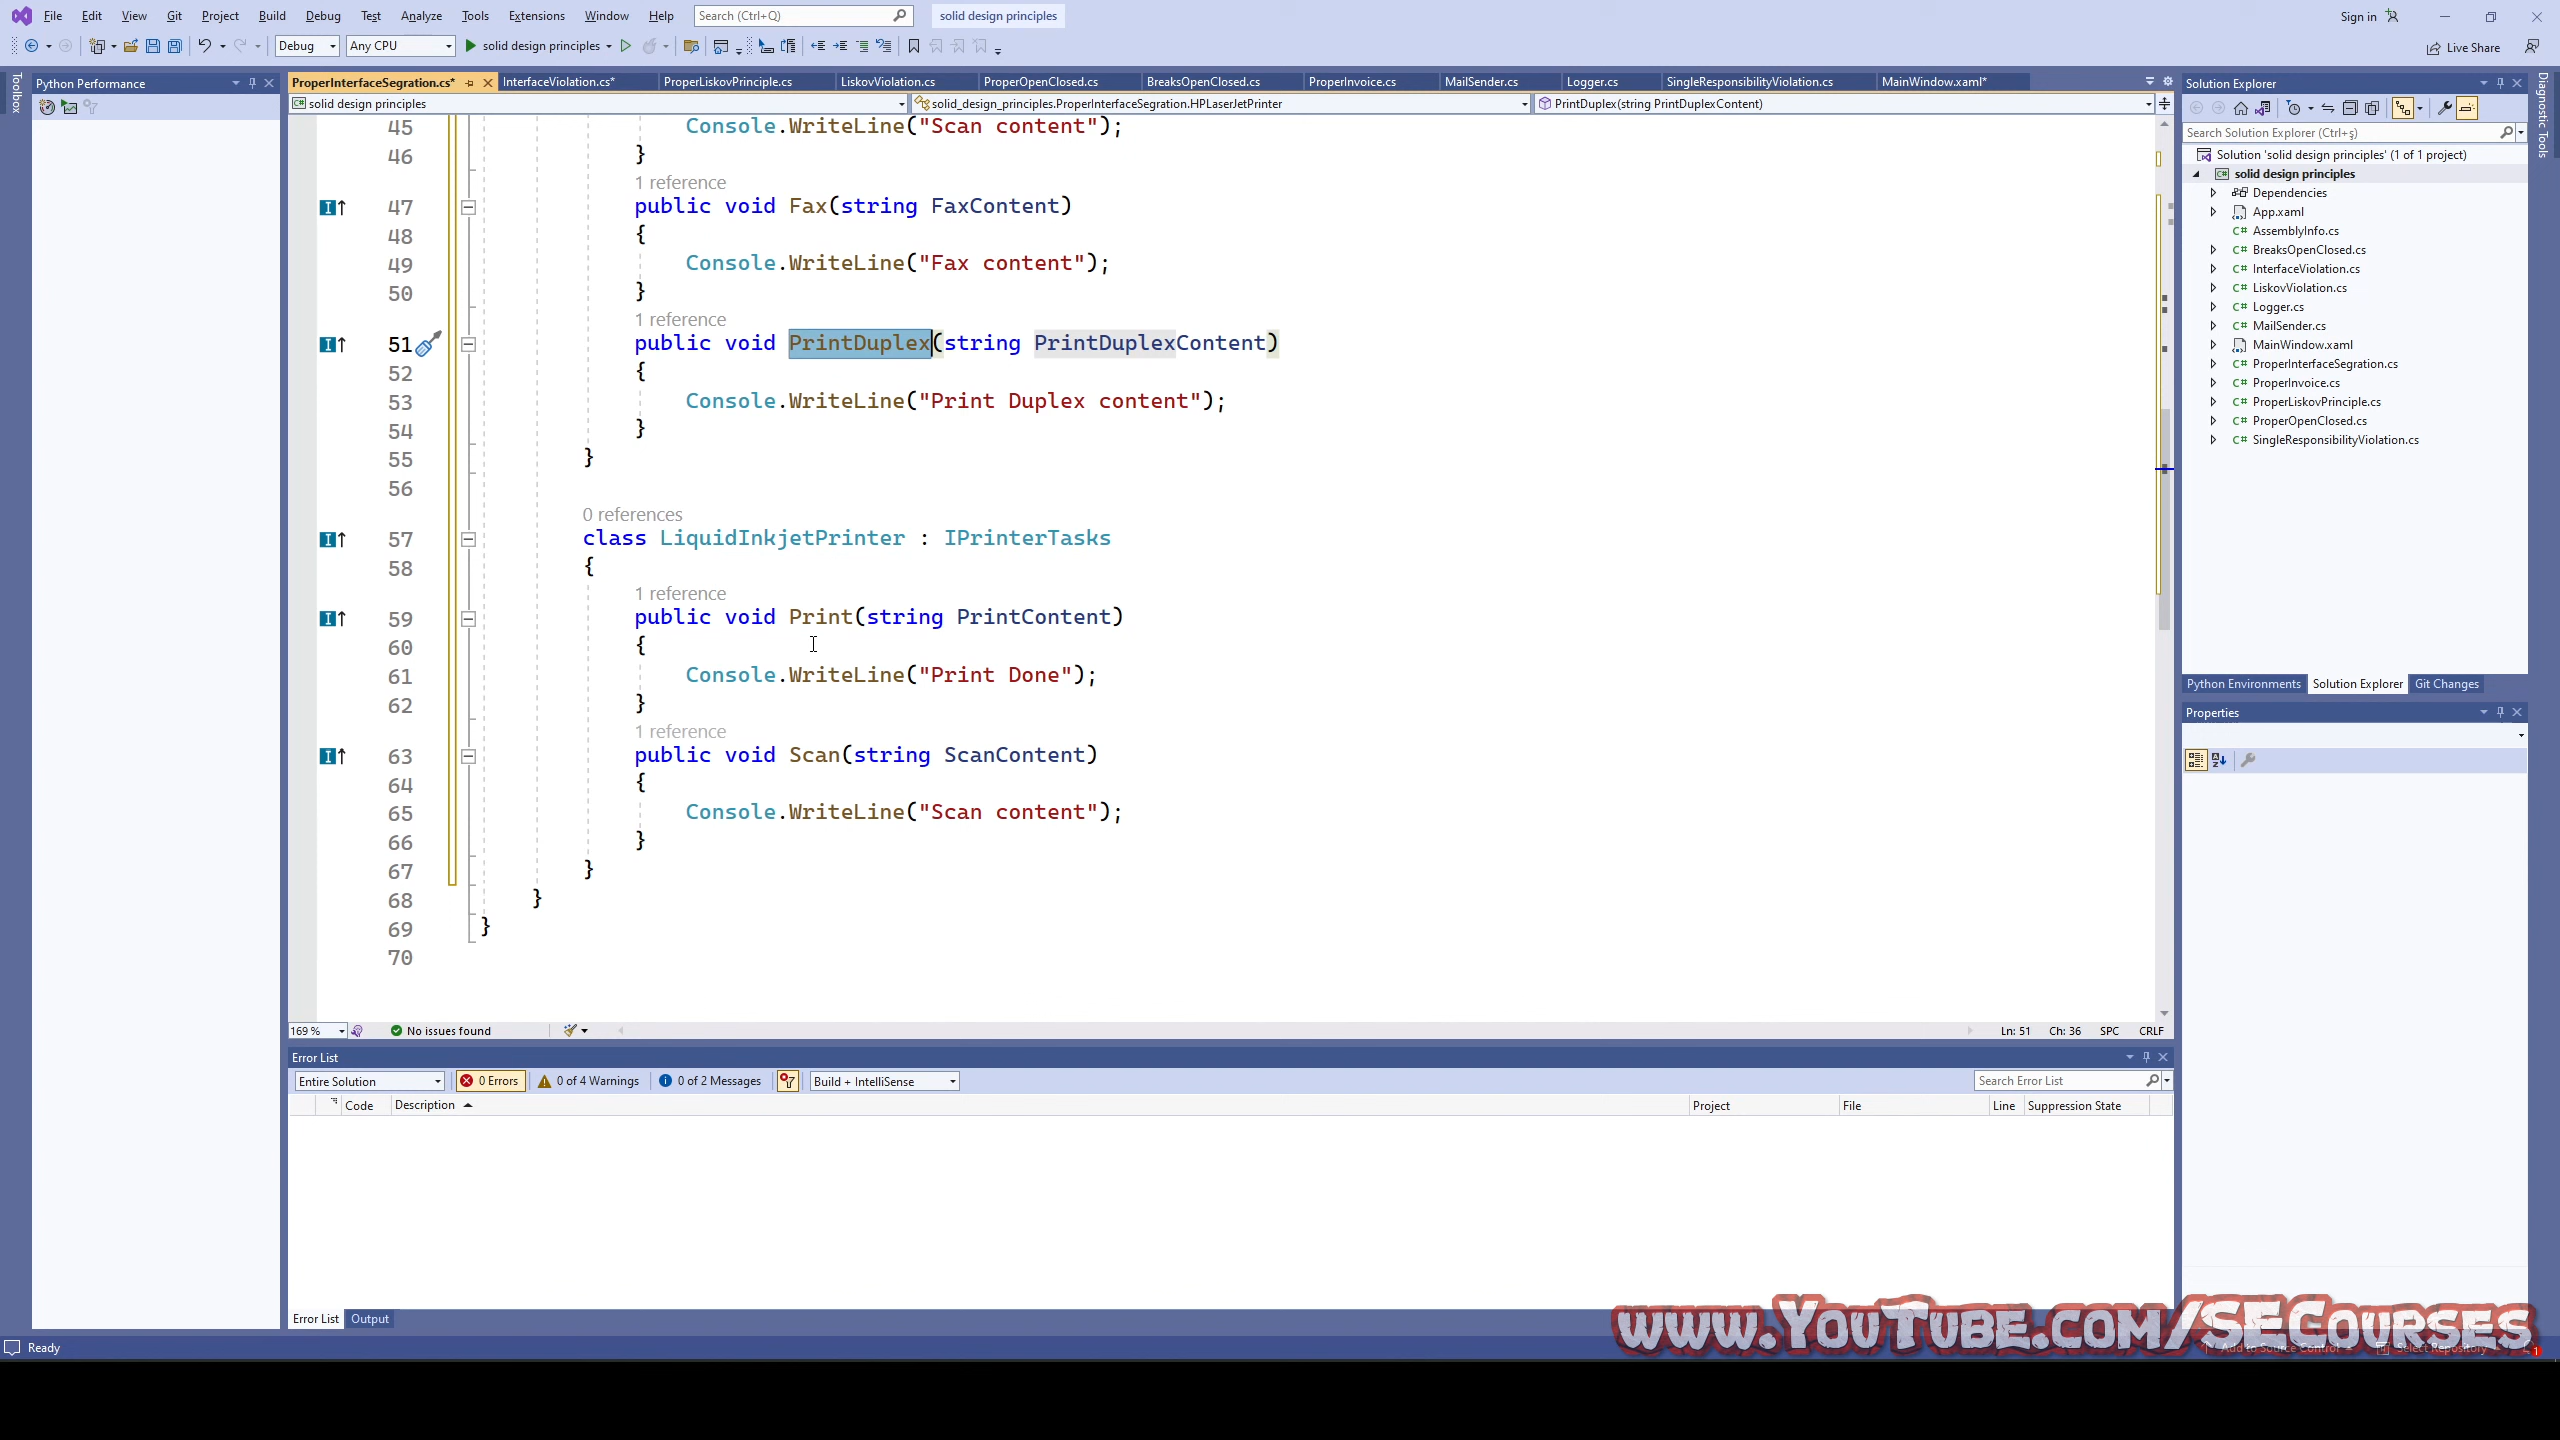 File Edit View Git Project Build Debug Test Analyze Tools Extensions Window Help Search (Ctrl+Q) solid design principles Sign in
Debug Any CPU solid design principles Live Share
Toolbox
Python Performance
ProperInterfaceSegration.cs* InterfaceViolation.cs* ProperLiskovPrinciple.cs LiskovViolation.cs ProperOpenClosed.cs BreaksOpenClosed.cs ProperInvoice.cs MailSender.cs Logger.cs SingleResponsibilityViolation.cs MainWindow.xaml*
solid design principles solid_design_principles.ProperInterfaceSegration.HPLaserJetPrinter PrintDuplex(string PrintDuplexContent)
45 Console.WriteLine("Scan content");
46 }
1 reference
47 public void Fax(string FaxContent)
48 {
49 Console.WriteLine("Fax content");
50 }
1 reference
51 public void PrintDuplex(string PrintDuplexContent)
52 {
53 Console.WriteLine("Print Duplex content");
54 }
55 }
56
0 references
57 class LiquidInkjetPrinter : IPrinterTasks
58 {
1 reference
59 public void Print(string PrintContent)
60 {
61 Console.WriteLine("Print Done");
62 }
1 reference
63 public void Scan(string ScanContent)
64 {
65 Console.WriteLine("Scan content");
66 }
67 }
68 }
69 }
70
169 % No issues found Ln: 51 Ch: 36 SPC CRLF
Error List
Entire Solution 0 Errors 0 of 4 Warnings 0 of 2 Messages Build + IntelliSense Search Error List
Code Description Project File Line Suppression State
Error List Output
Solution Explorer
Search Solution Explorer (Ctrl+ş)
Solution 'solid design principles' (1 of 1 project)
solid design principles
Dependencies
App.xaml
C# AssemblyInfo.cs
C# BreaksOpenClosed.cs
C# InterfaceViolation.cs
C# LiskovViolation.cs
C# Logger.cs
C# MailSender.cs
MainWindow.xaml
C# ProperInterfaceSegration.cs
C# ProperInvoice.cs
C# ProperLiskovPrinciple.cs
C# ProperOpenClosed.cs
C# SingleResponsibilityViolation.cs
Python Environments Solution Explorer Git Changes
Properties
Diagnostic Tools
www.YouTube.com/SECourses
Ready Add to Source Control Select Repository 1